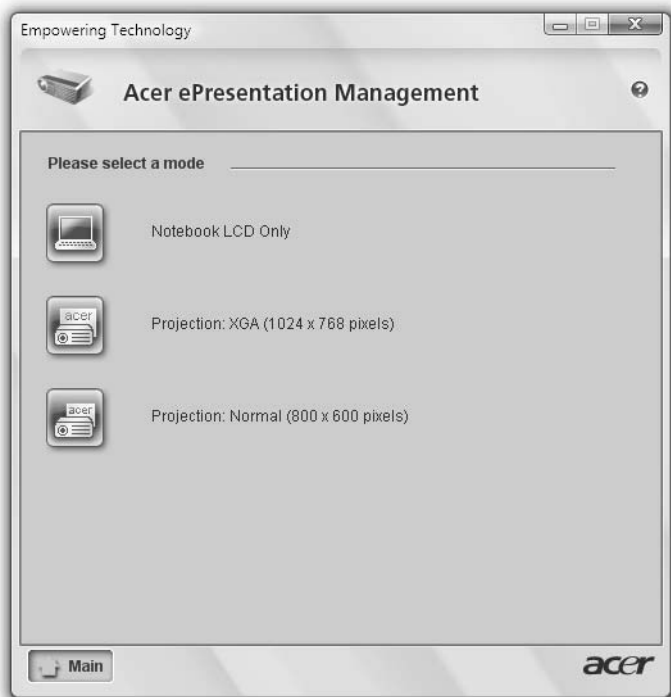 Empowering Technology
Acer ePresentation Management
?
Please select a mode
Notebook LCD Only
acer
Projection: XGA (1024 x 768 pixels)
acer
Projection: Normal (800 x 600 pixels)
Main
acer